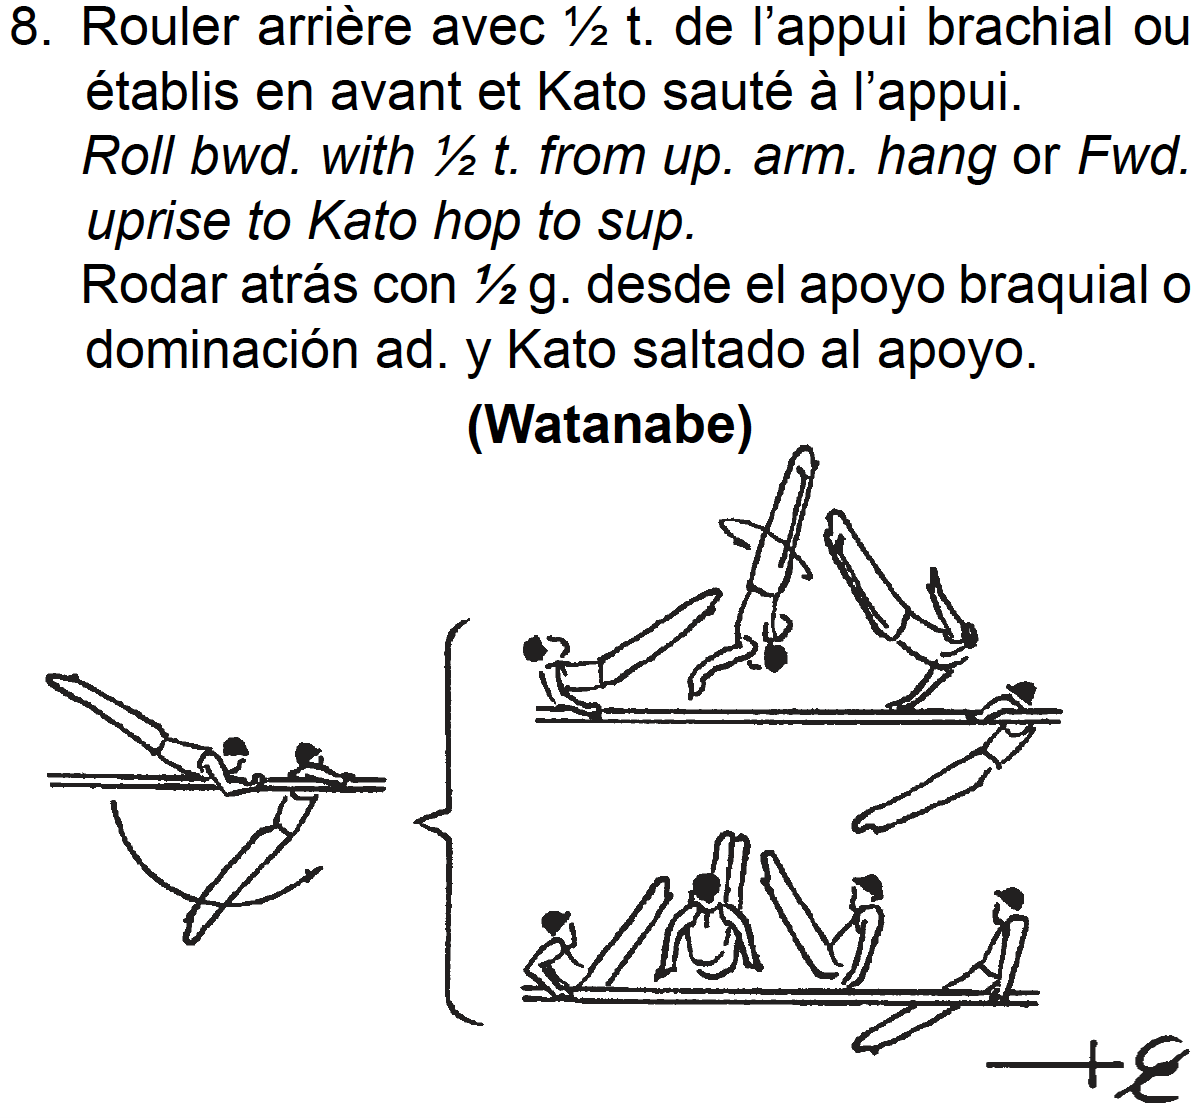 8. Rouler arrière avec ½ t. de l’appui brachial ou
établis en avant et Kato sauté à l’appui.
Roll bwd. with ½ t. from up. arm. hang or Fwd.
uprise to Kato hop to sup.
Rodar atrás con ½ g. desde el apoyo braquial o
dominación ad. y Kato saltado al apoyo.
(Watanabe)